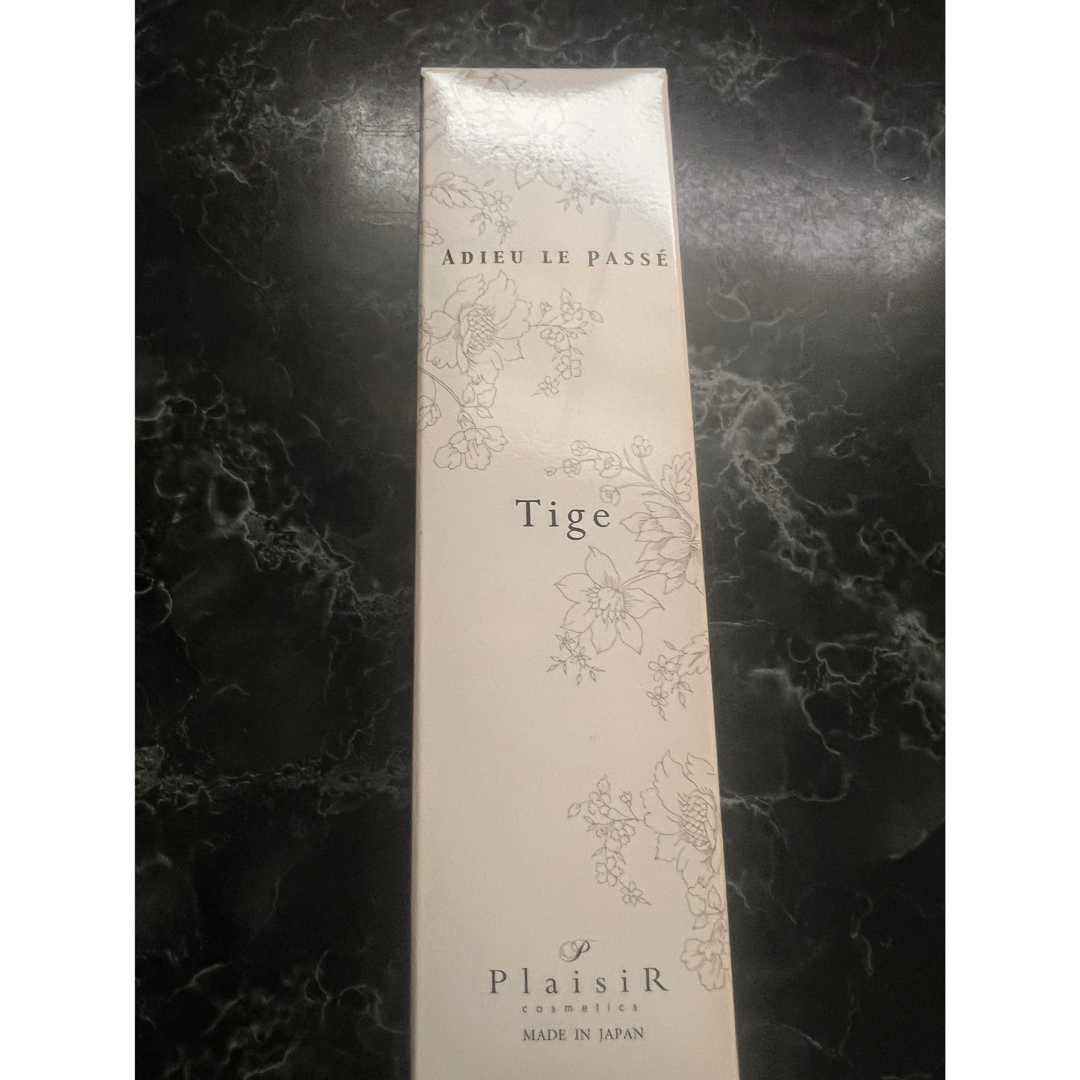 ADIEU LE PASSÉ
Tige
P
PlaisiR
cosmetics
MADE IN JAPAN